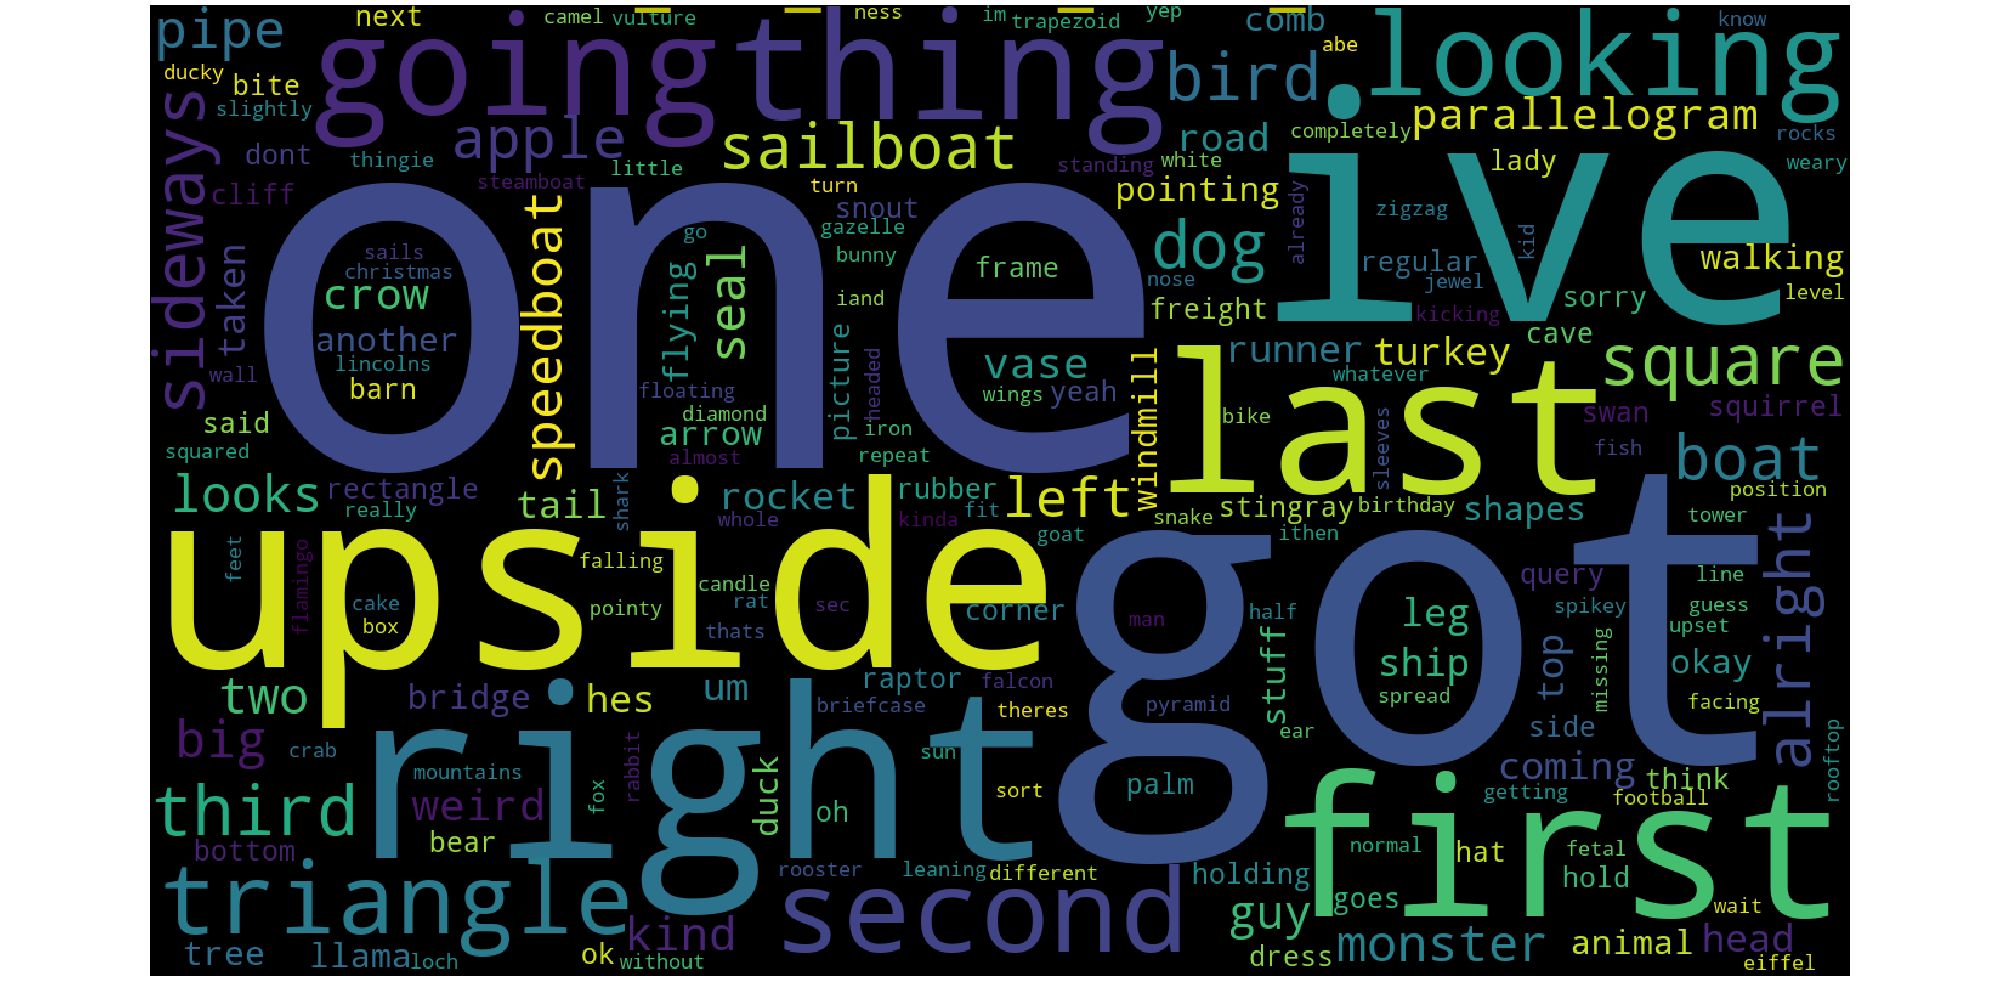 pipe
next
camel
vulture
ness
im
trapezoid
yep
comb
know
going
thing
looking
ducky
bite
slightly
bird
abe
parallelogram
sideways
dont
thingie
apple
little
sailboat
standing
road
white
completely
lady
rocks
weary
cliff
steamboat
turn
snout
pointing
already
zigzag
kid
ive
one
taken
sails
christmas
crow
another
lincolns
barn
wall
said
squared
speedboat
go
flying
seal
gazelle
bunny
iand
frame
dog
nose
freight
regular
jewel
kicking
sorry
walking
level
floating
diamond
arrow
almost
picture
headed
iron
repeat
vase
wings
yeah
windmill
runner
turkey
cave
whatever
square
last
bike
sleeves
swan
squirrel
fish
boat
position
looks
rectangle
really
tail
shark
rocket
whole
rubber
kinda
fit
left
goat
snake
stingray
birthday
ithen
shapes
tower
upside
feet
flamingo
cake
box
falling
pointy
candle
rat
thats
sec
corner
man
got
half
query
spikey
line
guess
upset
alright
leg
ship
spread
stuff
top
missing
okay
facing
two
bridge
hes
um
raptor
falcon
briefcase
theres
pyramid
ear
side
rooftop
big
crab
mountains
weird
fox
rabbit
duck
right
sun
sort
oh
palm
coming
think
getting
football
third
bottom
bear
first
normal
hat
fetal
hold
triangle
rooster
leaning
different
holding
second
guy
goes
wait
tree
llama
loch
ok
kind
without
dress
monster
animal
head
eiffel